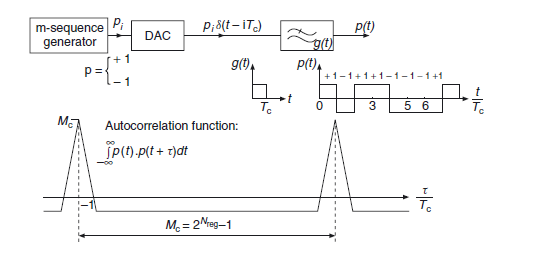 m-sequence generator
P_i
DAC
P_i δ(t – iT_c)
g(t)
p(t)
p = { + 1
– 1
g(t)
T_c
t
p(t)
+ 1 – 1 + 1 + 1 – 1 – 1 – 1 +1
0 3 5 6
t/T_c
M_c
Autocorrelation function:
∫_{–∞}^{∞} p(t).p(t + τ)dt
–1
τ/T_c
M_c = 2^{N_reg}–1